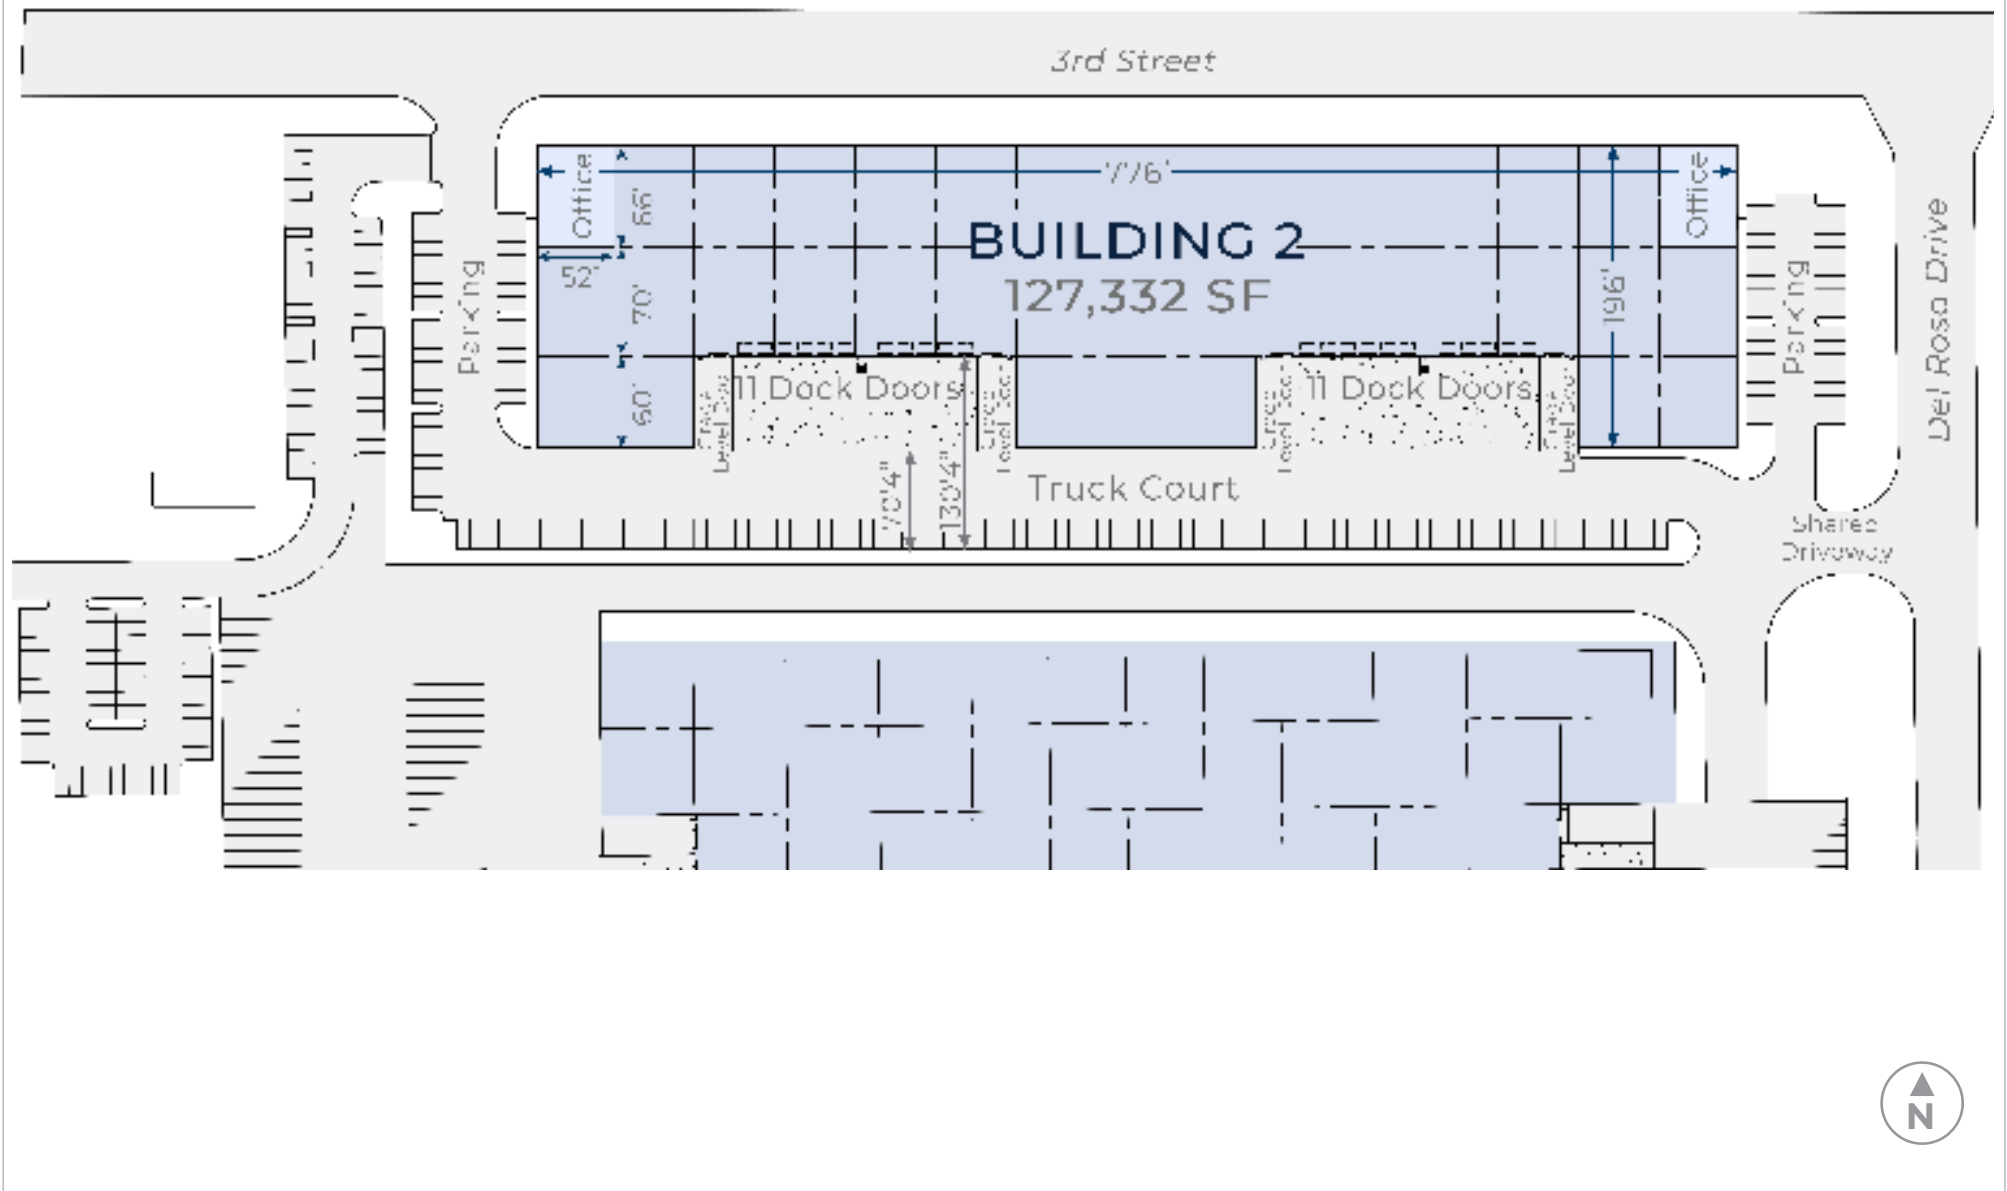 3rd Street
Office
776'
Office
66'
BUILDING 2
52'
127,332 SF
70'
196'
Parking
Parking
Del Rosa Drive
11 Dock Doors
11 Dock Doors
60'
70'4"
130'4"
Truck Court
Shared
Driveway
N